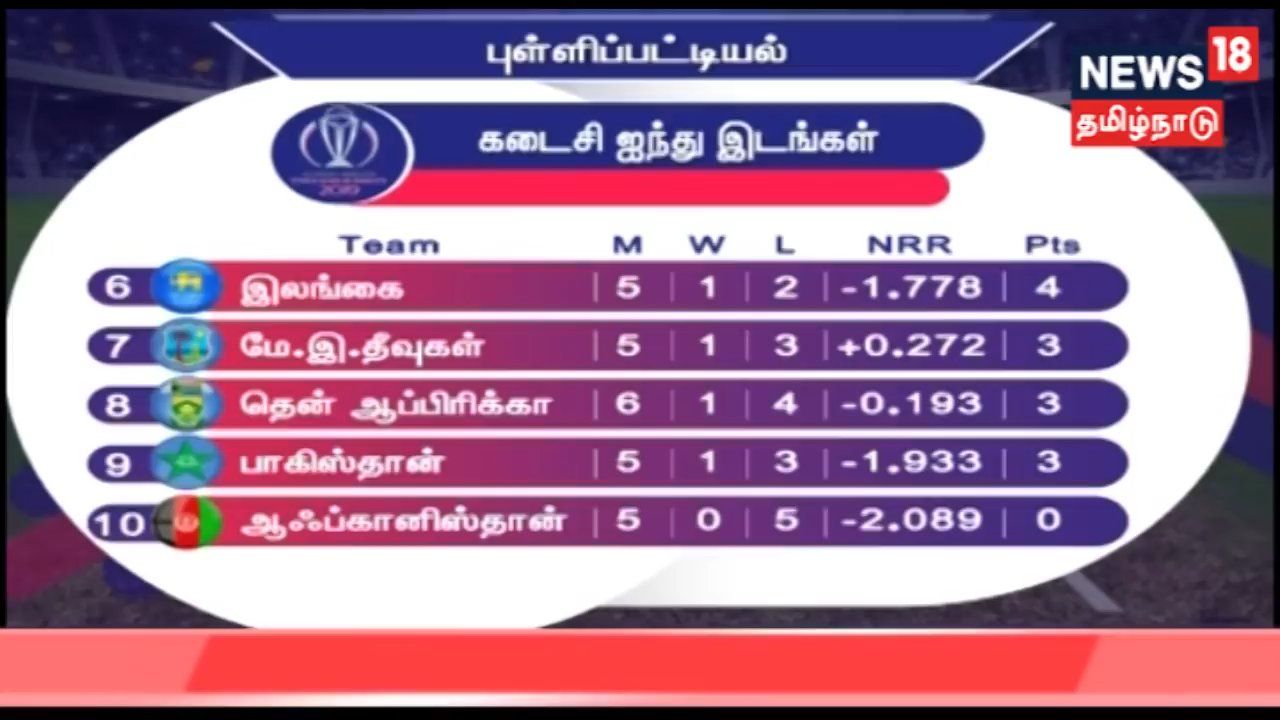 புள்ளிப்பட்டியல்
NEWS 18
தமிழ்நாடு
கடைசி ஐந்து இடங்கள்
2019
Team M W L NRR Pts
6 இலங்கை 5 1 2 -1.778 4
7 மே.இ.தீவுகள் 5 1 3 +0.272 3
8 தென் ஆப்பிரிக்கா 6 1 4 -0.193 3
9 பாகிஸ்தான் 5 1 3 -1.933 3
10 ஆஃப்கானிஸ்தான் 5 0 5 -2.089 0